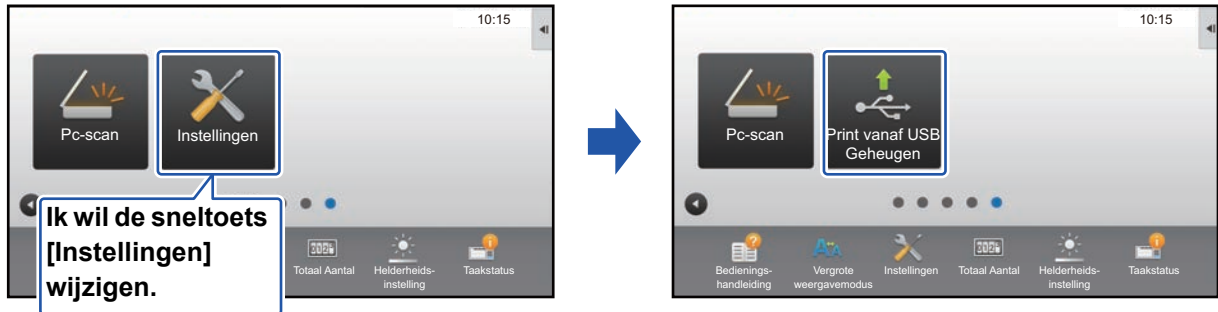 10:15
Pc-scan
Instellingen
Ik wil de sneltoets
[Instellingen]
wijzigen.
Totaal Aantal
Helderheids-
instelling
Taakstatus
10:15
Pc-scan
Print vanaf USB
Geheugen
Bedienings-
handleiding
Vergrote
weergavemodus
Instellingen
Totaal Aantal
Helderheids-
instelling
Taakstatus